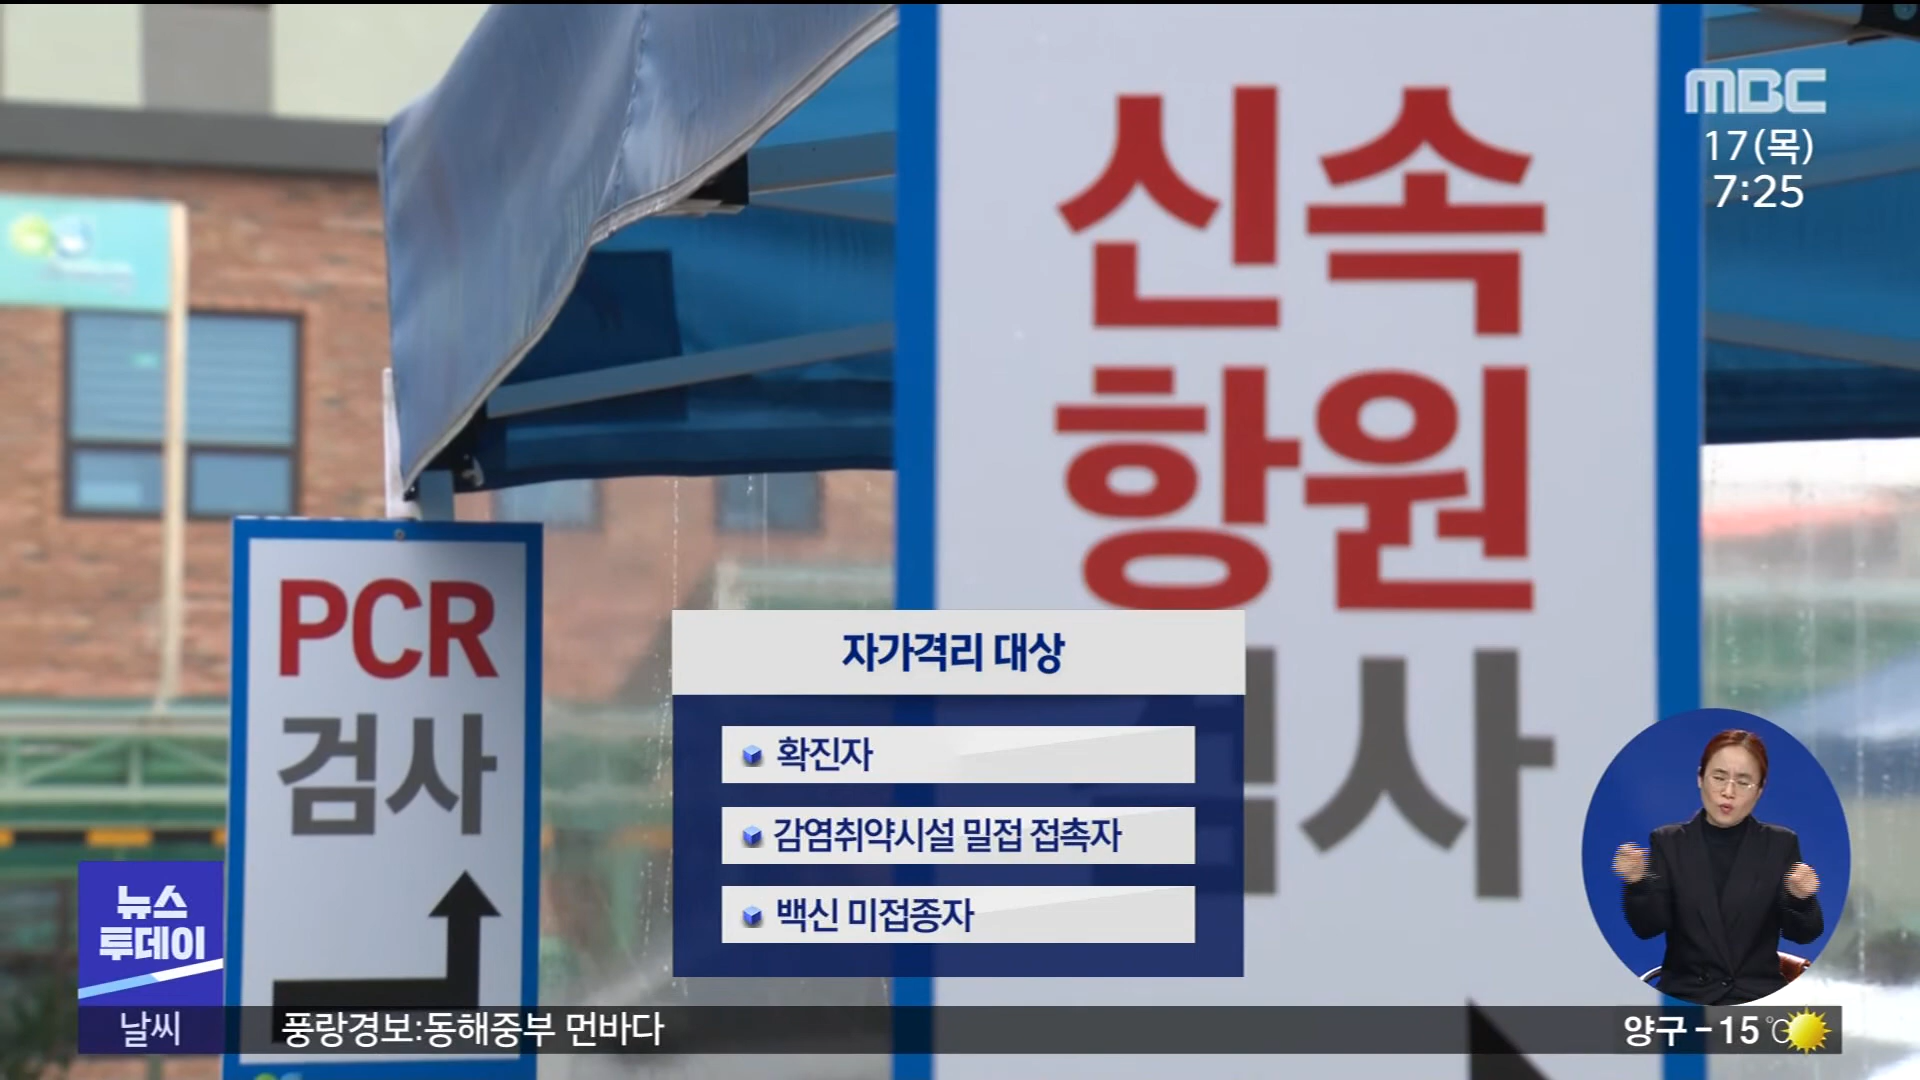 MBC
17(목)
7:25
신속
항원
검사
PCR
검사
자가격리 대상
확진자
감염취약시설 밀접 접촉자
백신 미접종자
뉴스
투데이
날씨
풍랑경보:동해중부 먼바다
양구 -15℃